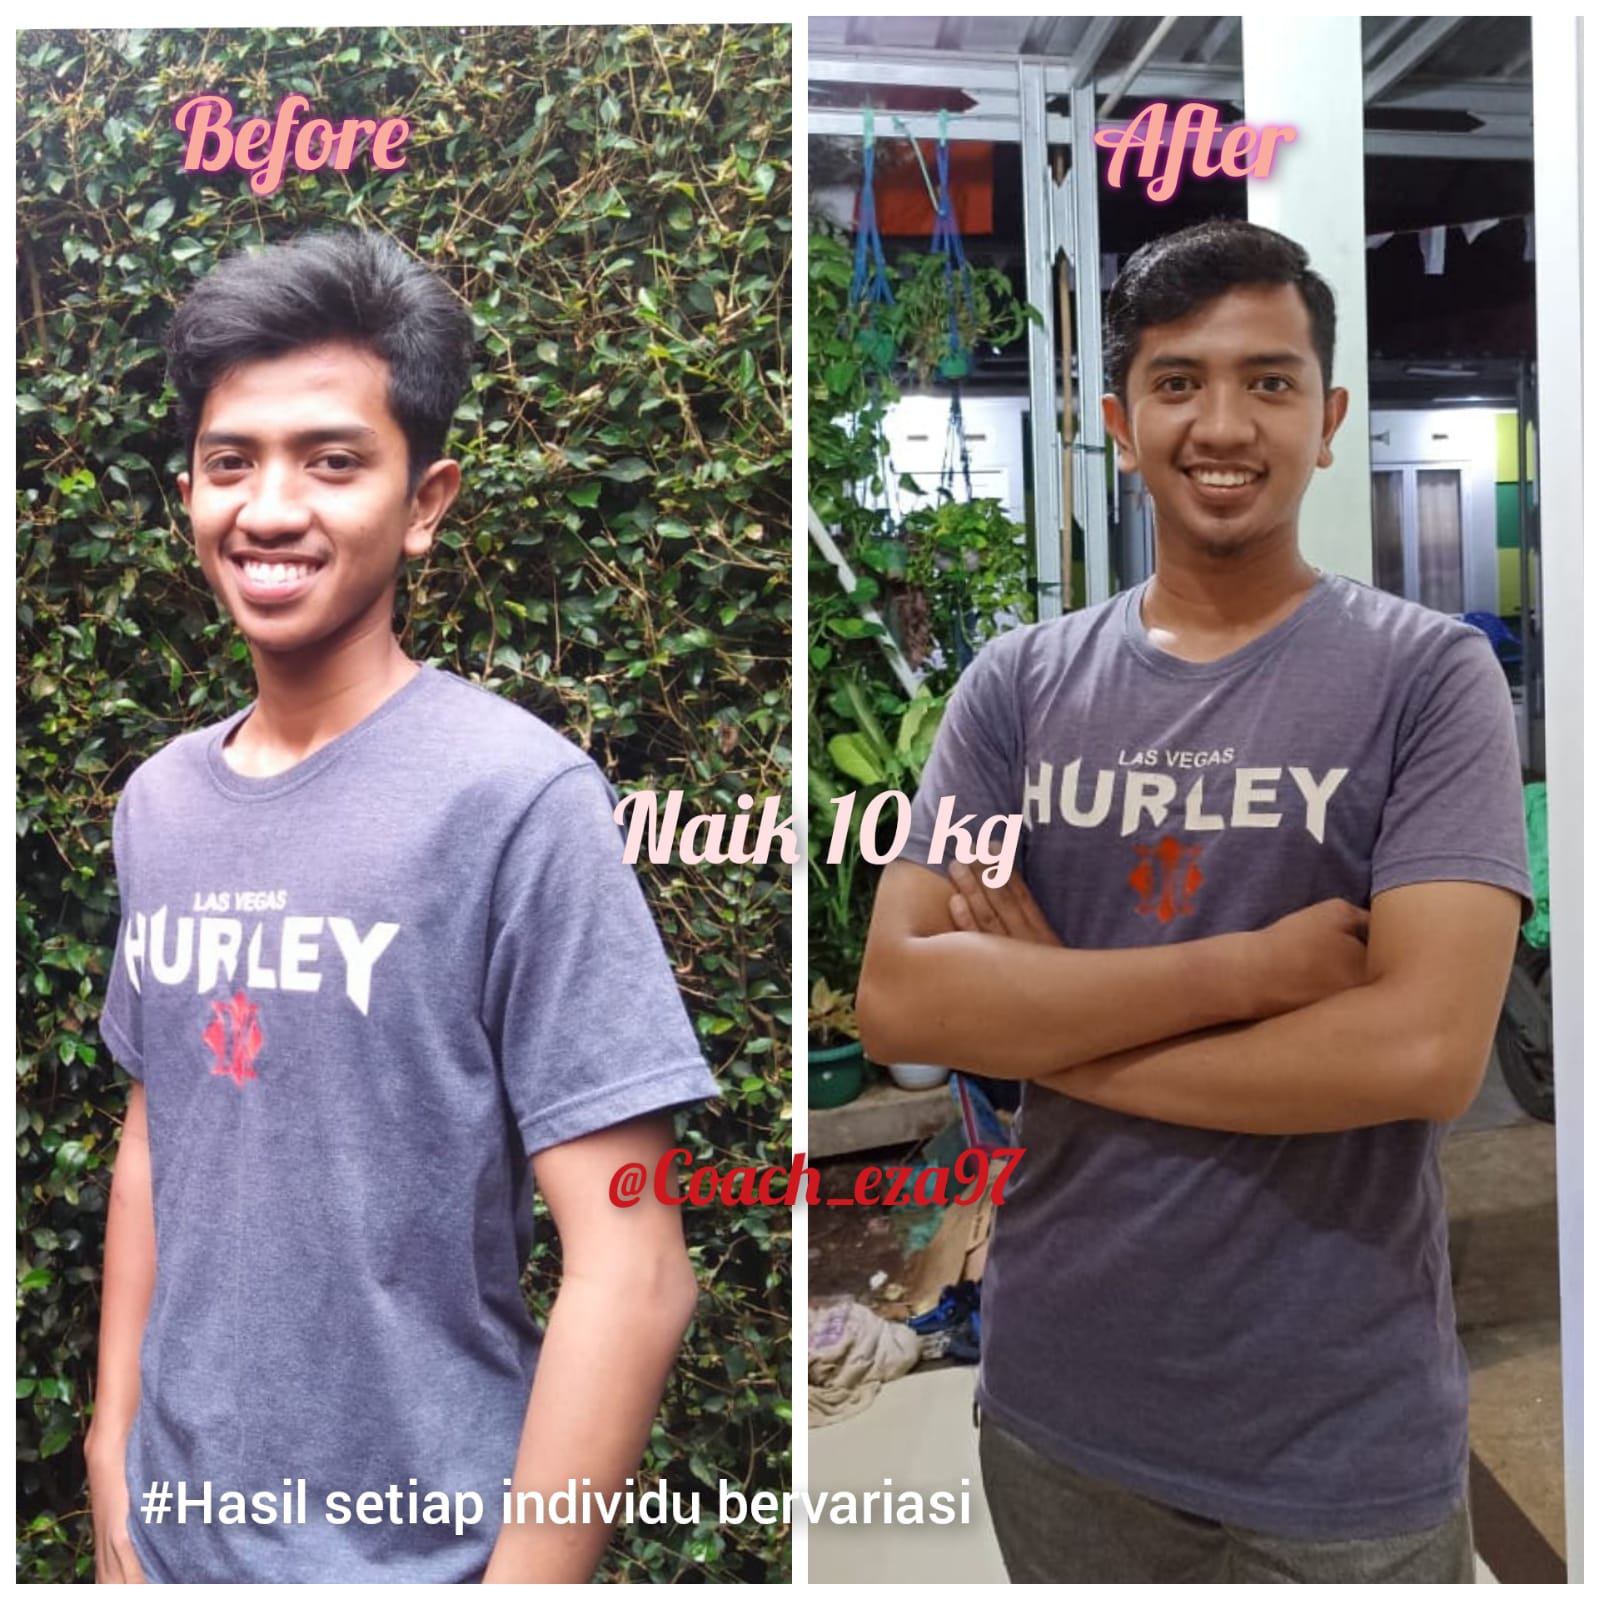 Before
After
LAS VEGAS
HURLEY
LAS VEGAS
HURLEY
Naik 10 kg
@Coach_eza97
#Hasil setiap individu bervariasi